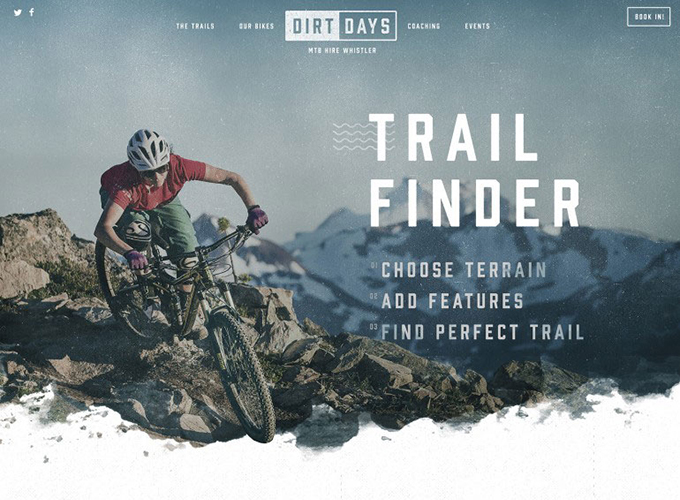 THE TRAILS
OUR BIKES
DIRT DAYS
COACHING
EVENTS
BOOK IN!
MTB HIRE WHISTLER
TRAIL
FINDER
01 CHOOSE TERRAIN
02 ADD FEATURES
03 FIND PERFECT TRAIL